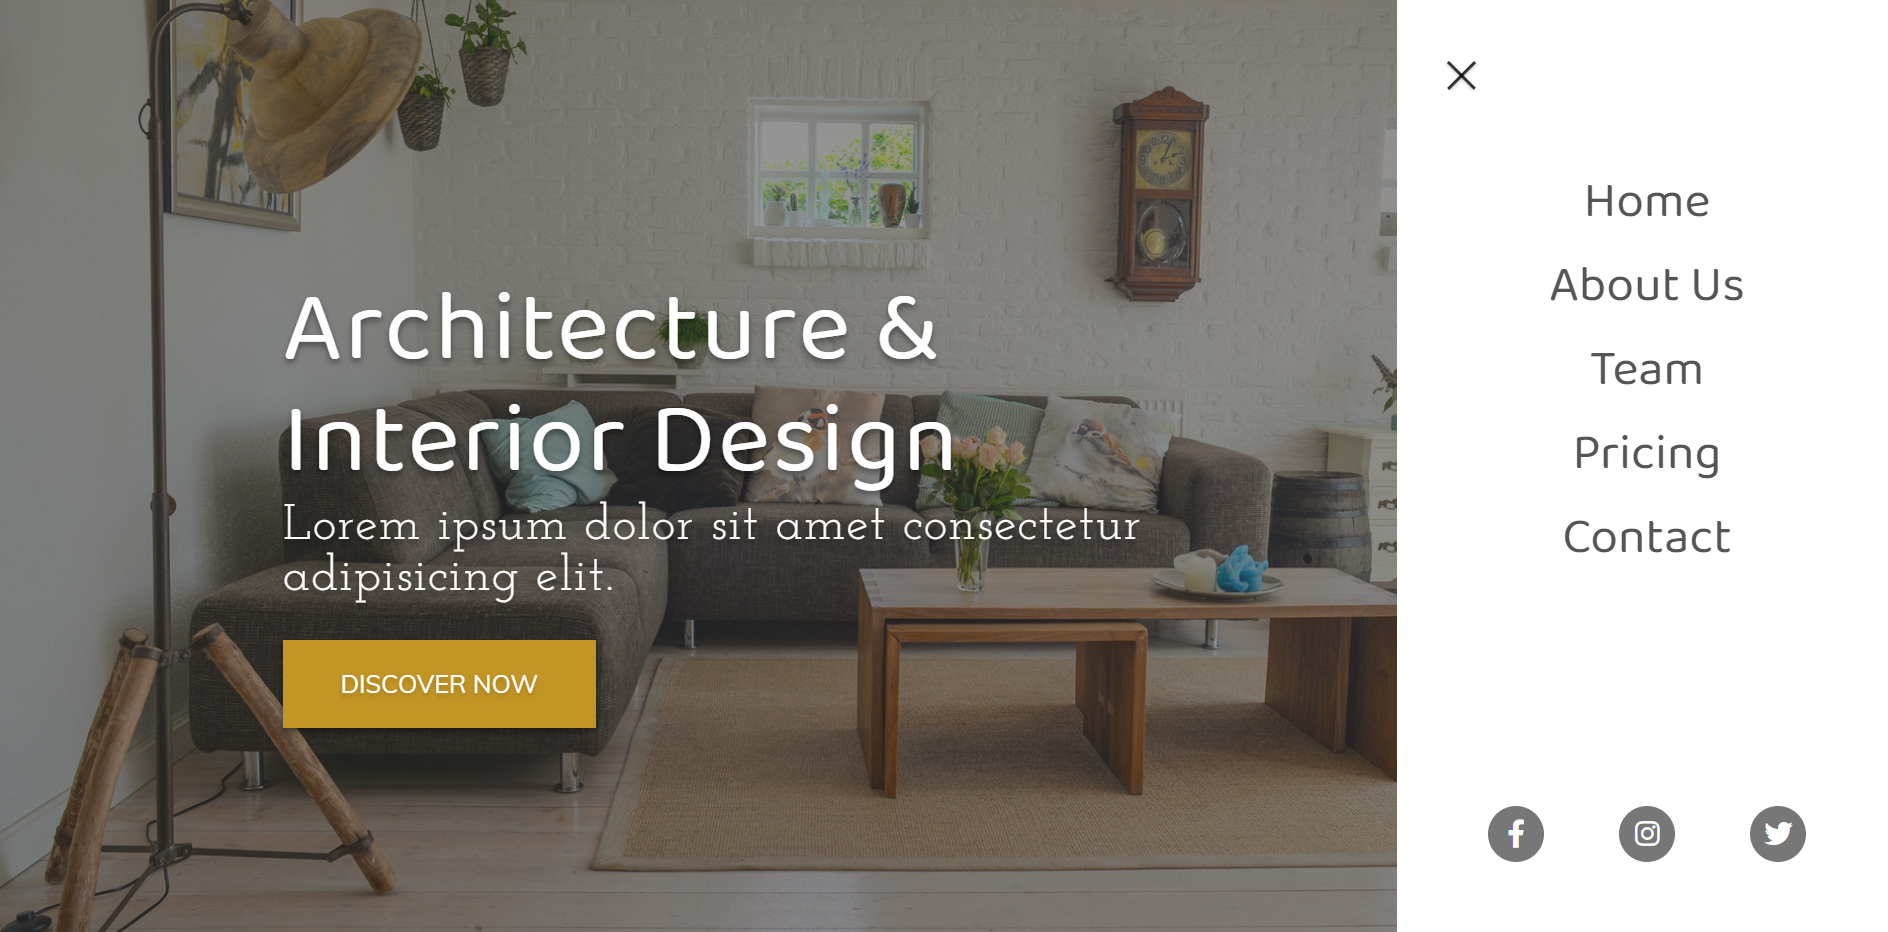 Architecture &
Interior Design
Lorem ipsum dolor sit amet consectetur
adipisicing elit.
DISCOVER NOW
Home
About Us
Team
Pricing
Contact